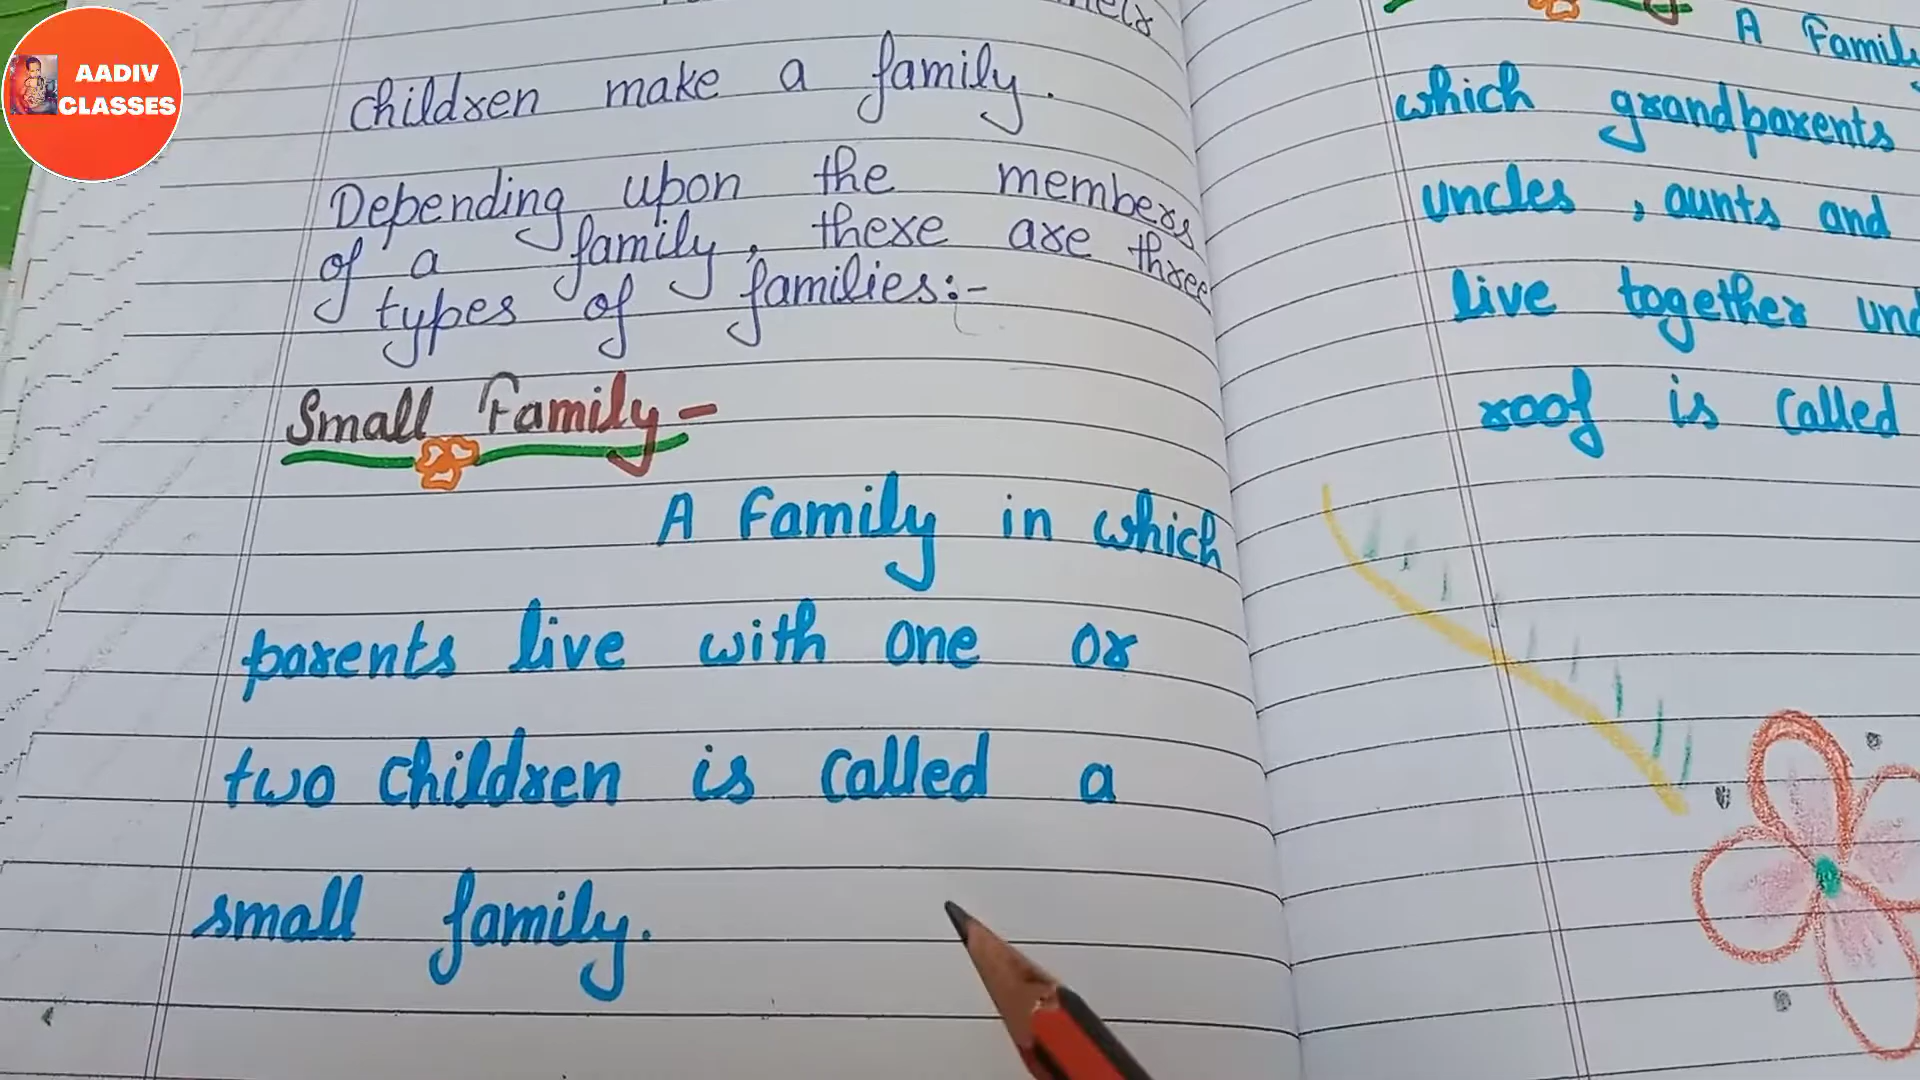 AADIV
CLASSES
children make a family.
Depending upon the members
of a family, there are three
types of families:-
Small Family-
A Family in which
parents live with one or
two children is called a
small family.
A Family
which grandparents
uncles, aunts and
live together
roof is called